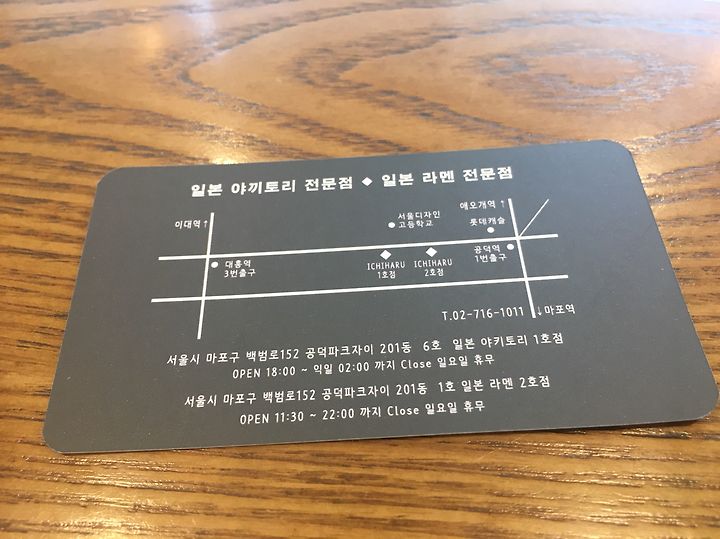 일본 야끼토리 전문점 ◆ 일본 라멘 전문점
이대역↑
서울디자인
고등학교
애오개역 ↑
롯데캐슬
대흥역
3번출구
ICHIHARU
1호점
ICHIHARU
2호점
공덕역
1번출구
T.02-716-1011
↓마포역
서울시 마포구 백범로152 공덕파크자이 201동 6호 일본 야키토리 1호점
OPEN 18:00 ~ 익일 02:00 까지 Close 일요일 휴무
서울시 마포구 백범로152 공덕파크자이 201동 1호 일본 라멘 2호점
OPEN 11:30 ~ 22:00 까지 Close 일요일 휴무